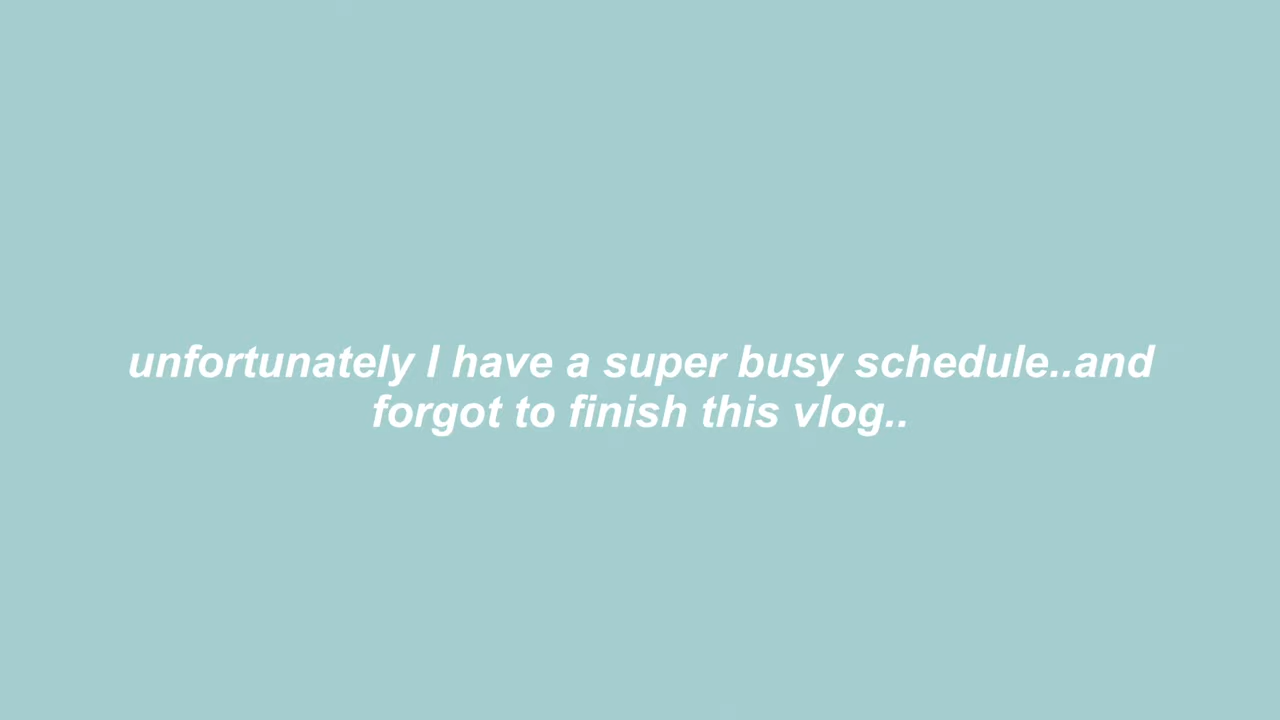 unfortunately I have a super busy schedule..and
forgot to finish this vlog..